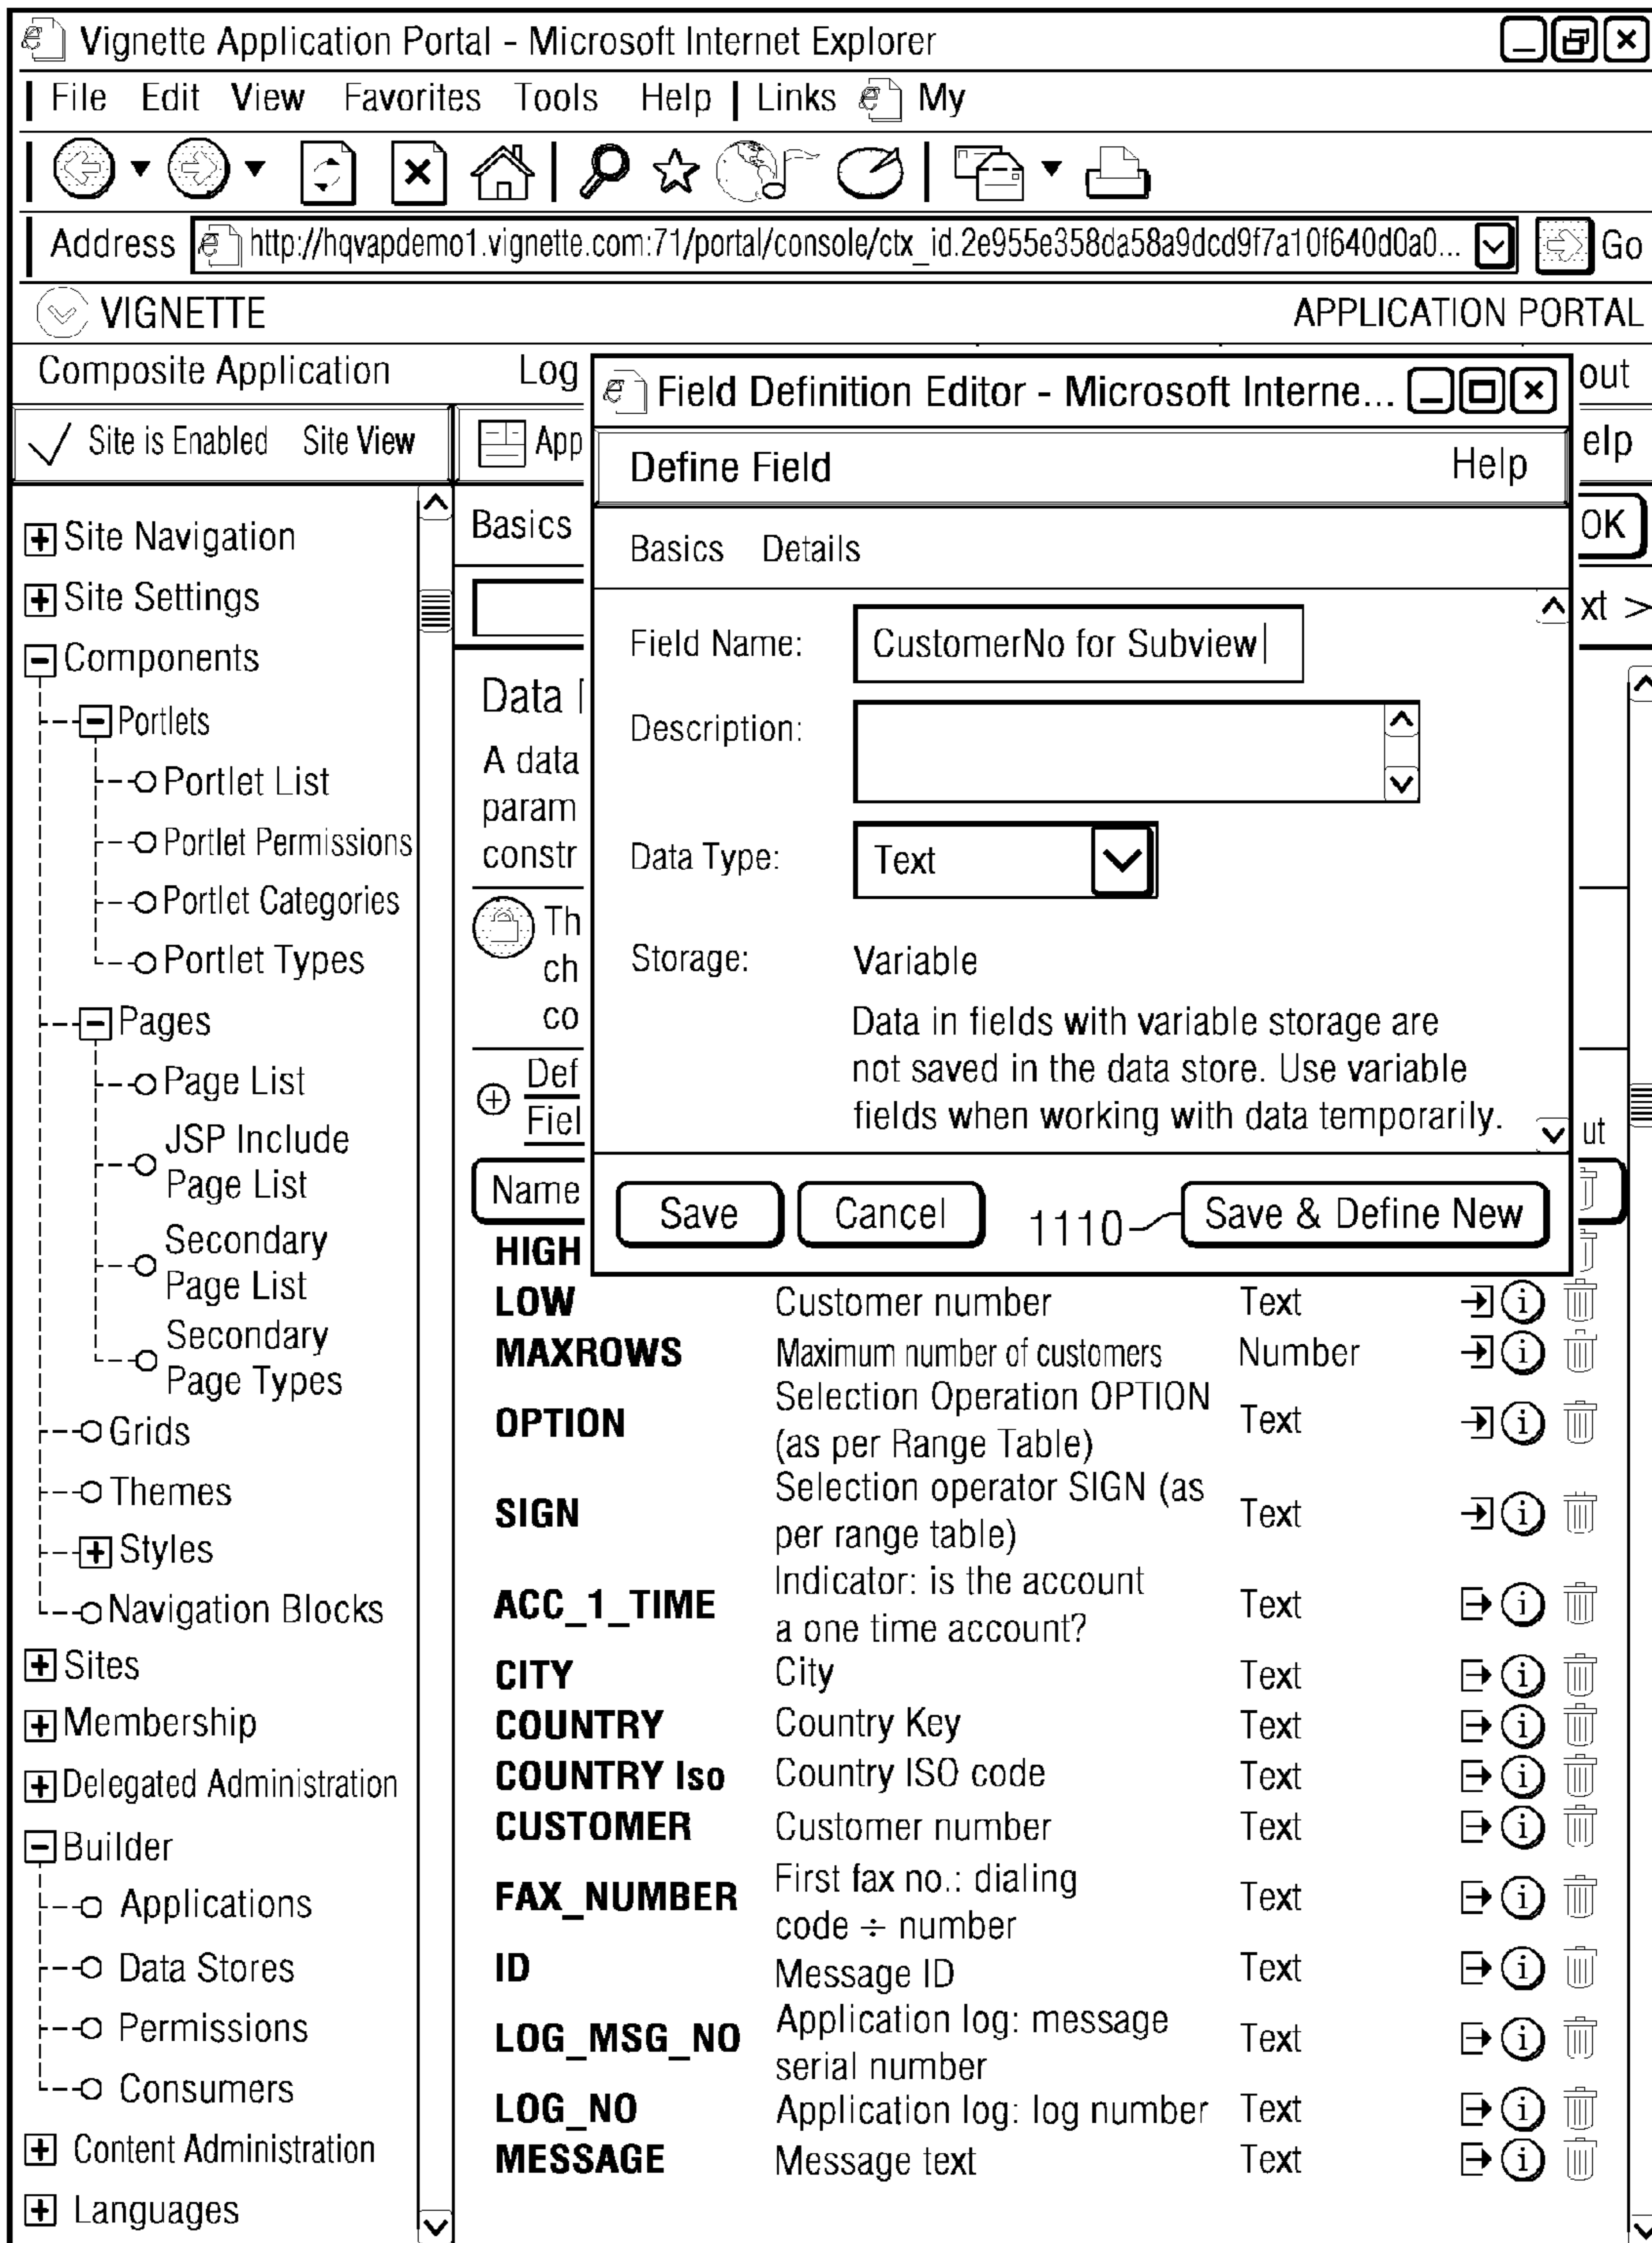 Vignette Application Portal - Microsoft Internet Explorer
File Edit View Favorites Tools Help Links My
Address http://hqvapdemo1.vignette.com:71/portal/console/ctx_id.2e955e358da58a9dcd9f7a10f640d0a0... Go
VIGNETTE APPLICATION PORTAL
Composite Application Log out
Site is Enabled Site View App elp
Site Navigation
Site Settings
Components
Portlets
Portlet List
Portlet Permissions
Portlet Categories
Portlet Types
Pages
Page List
JSP Include
Page List
Secondary
Page List
Secondary
Page Types
Grids
Themes
Styles
Navigation Blocks
Sites
Membership
Delegated Administration
Builder
Applications
Data Stores
Permissions
Consumers
Content Administration
Languages
Basics OK
xt >
Data
A data
param
constr
Th
ch
co
Def
Fiel
ut
Name
Field Definition Editor - Microsoft Interne...
Define Field Help
Basics Details
Field Name: CustomerNo for Subview
Description:
Data Type: Text
Storage: Variable
Data in fields with variable storage are
not saved in the data store. Use variable
fields when working with data temporarily.
Save Cancel 1110 Save & Define New
HIGH
LOW Customer number Text
MAXROWS Maximum number of customers Number
OPTION Selection Operation OPTION
(as per Range Table) Text
SIGN Selection operator SIGN (as
per range table) Text
ACC_1_TIME Indicator: is the account
a one time account? Text
CITY City Text
COUNTRY Country Key Text
COUNTRY Iso Country ISO code Text
CUSTOMER Customer number Text
FAX_NUMBER First fax no.: dialing
code ÷ number Text
ID Message ID Text
LOG_MSG_NO Application log: message
serial number Text
LOG_NO Application log: log number Text
MESSAGE Message text Text